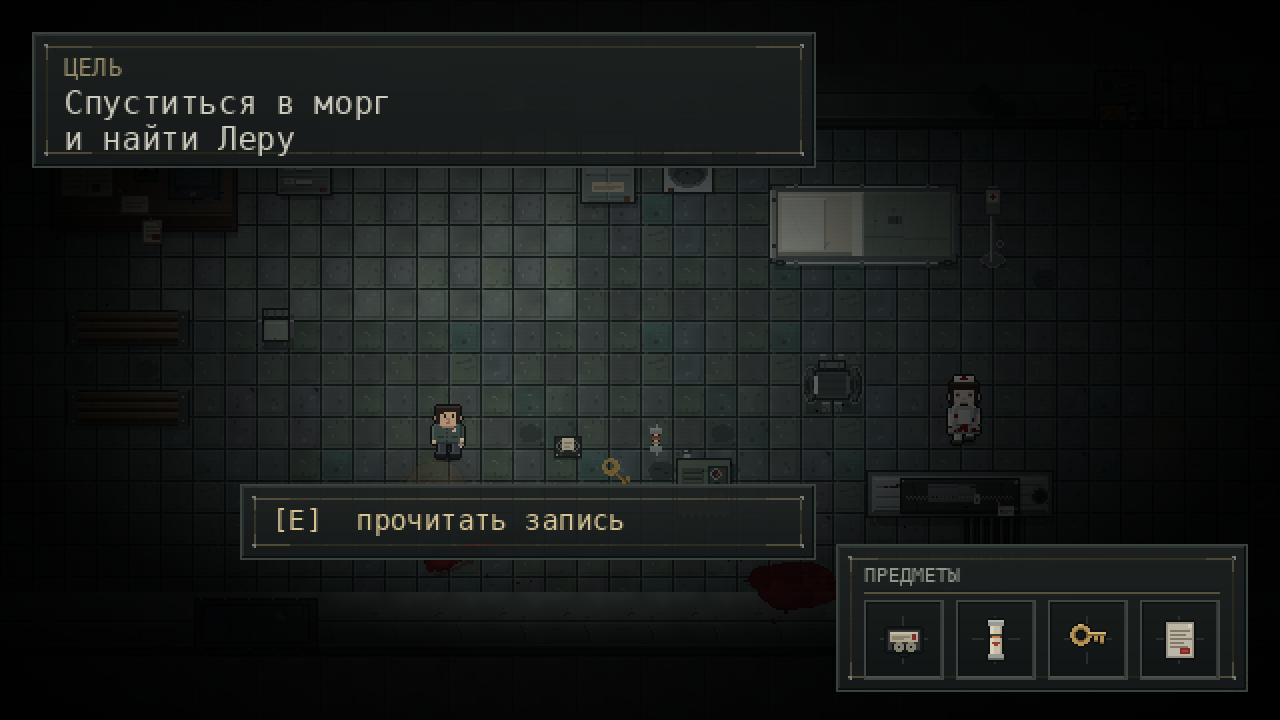 ЦЕЛЬ
Спуститься в морг
и найти Леру
[E] прочитать запись
ПРЕДМЕТЫ